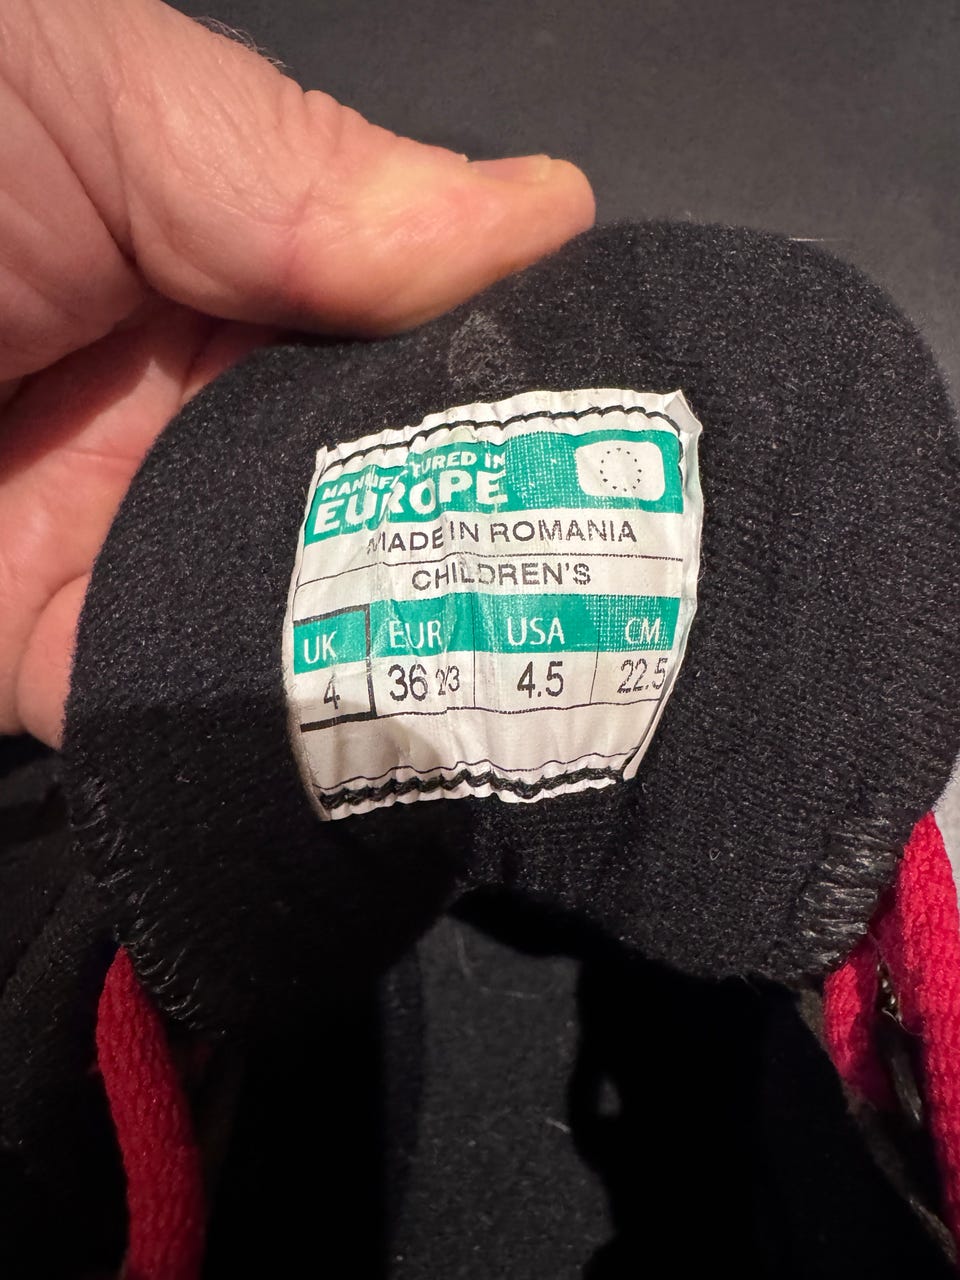 MANUFACTURED IN
EUROPE
MADE IN ROMANIA
CHILDREN'S
UK EUR USA CM
4 36 2/3 4.5 22.5